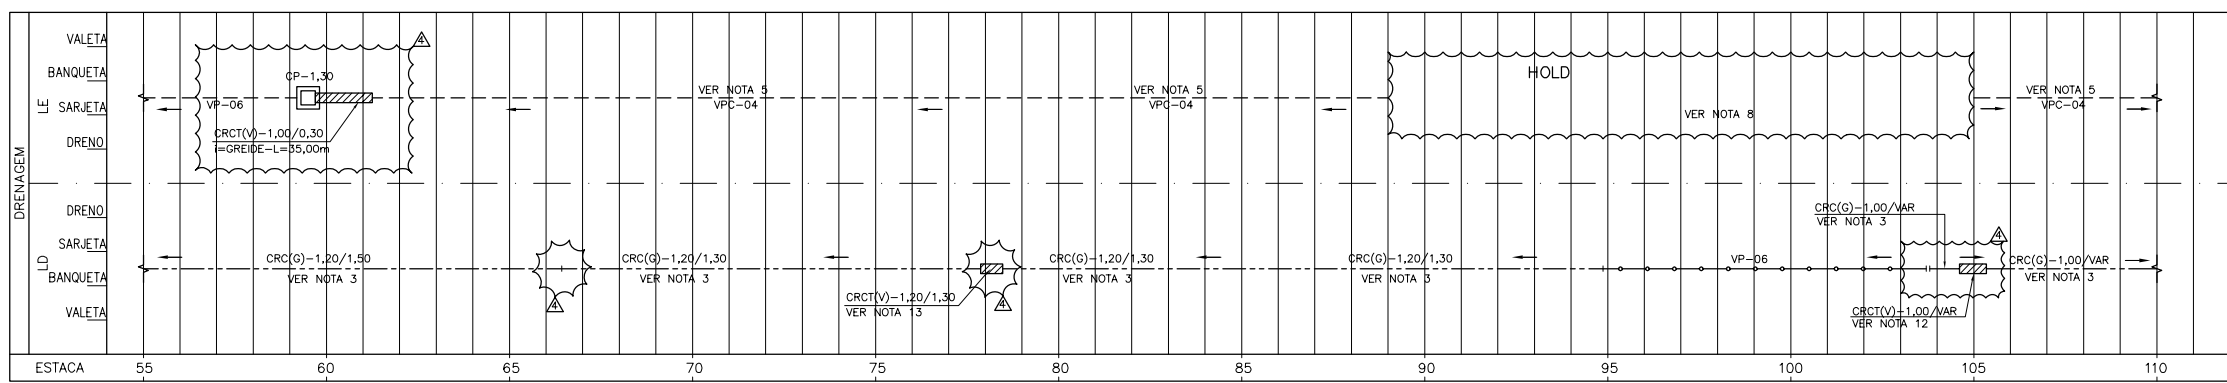 DRENAGEM
LE
VALETA
BANQUETA
SARJETA
DRENO
4
CP-1,30
VP-06
CRCT(V)-1,00/0,30
i=GREIDE-L=35,00m
VER NOTA 5
VPC-04
VER NOTA 5
VPC-04
HOLD
VER NOTA 8
VER NOTA 5
VPC-04
LD
DRENO
SARJETA
BANQUETA
VALETA
CRC(G)-1,20/1,50
VER NOTA 3
4
CRC(G)-1,20/1,30
VER NOTA 3
CRCT(V)-1,20/1,30
VER NOTA 13
4
CRC(G)-1,20/1,30
VER NOTA 3
CRC(G)-1,20/1,30
VER NOTA 3
VP-06
CRC(G)-1,00/VAR
VER NOTA 3
4
CRC(G)-1,00/VAR
VER NOTA 3
CRCT(V)-1,00/VAR
VER NOTA 12
ESTACA 55 60 65 70 75 80 85 90 95 100 105 110